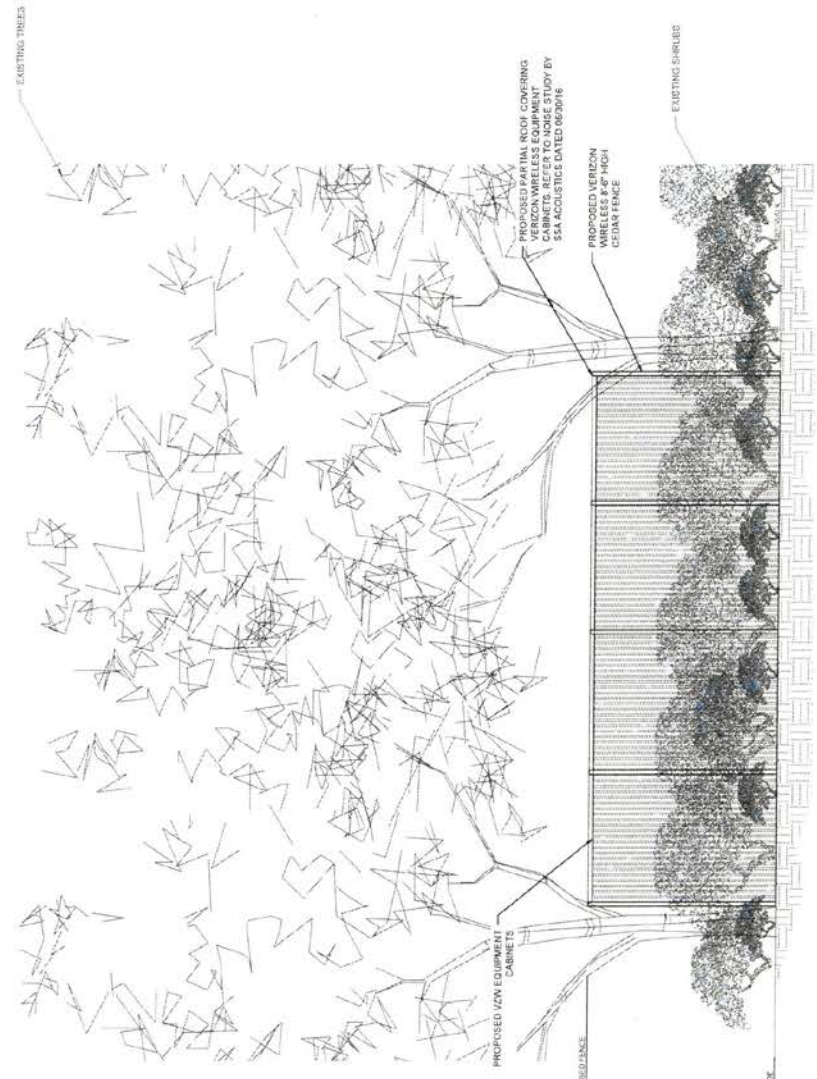 EXISTING TREES
PROPOSED PARTIAL ROOF COVERING
VERIZON WIRELESS EQUIPMENT
CABINETS, REFER TO NOISE STUDY BY
SSA ACOUSTICS DATED 06/30/16
PROPOSED VERIZON
WIRELESS 8'-6" HIGH
CEDAR FENCE
EXISTING SHRUBS
PROPOSED VZW EQUIPMENT
CABINETS
FENCE